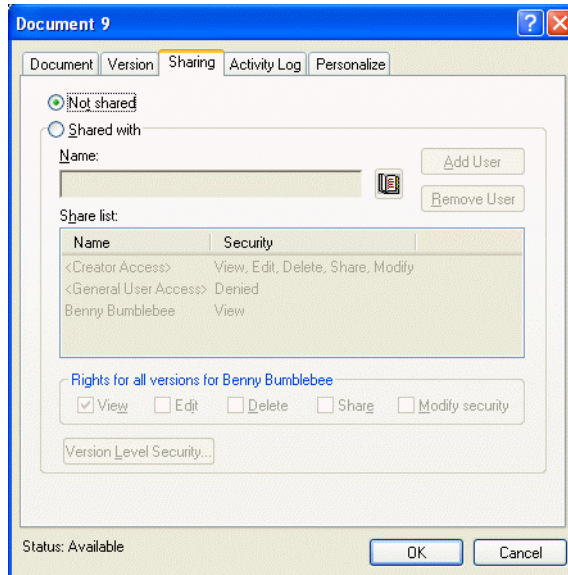 Document 9
Document Version Sharing Activity Log Personalize
Not shared
Shared with
Name:
Add User
Remove User
Share list:
Name Security
<Creator Access> View, Edit, Delete, Share, Modify
<General User Access> Denied
Benny Bumblebee View
Rights for all versions for Benny Bumblebee
View Edit Delete Share Modify security
Version Level Security...
Status: Available OK Cancel